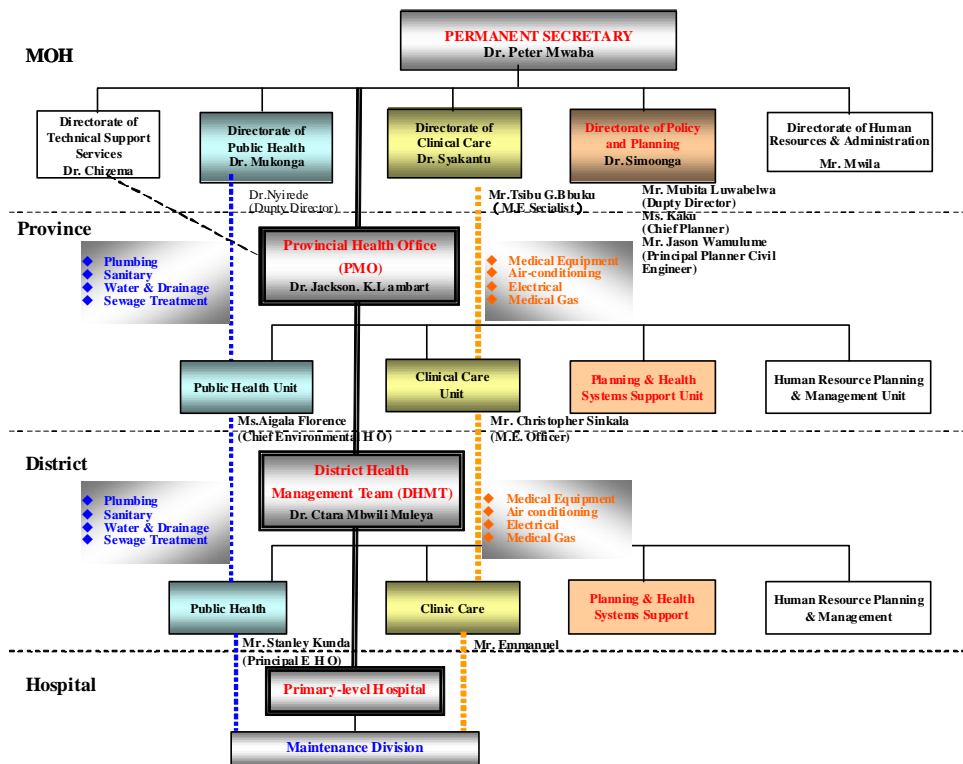 PERMANENT SECRETARY
Dr. Peter Mwaba
MOH
Directorate of
Technical Support
Services
Dr. Chizema
Directorate of
Public Health
Dr. Mukonga
Directorate of
Clinical Care
Dr. Syakantu
Directorate of Policy
and Planning
Dr. Simoonga
Directorate of Human
Resources & Administration
Mr. Mwila
Dr.Nyirede
(Dupty Director)
Mr.Tsibu G.Bbuku
(M.E Secialist)
Mr. Mubita Luwabelwa
(Dupty Director)
Ms. Kaku
(Chief Planner)
Mr. Jason Wamulume
(Principal Planner Civil
Engineer)
Province
◆ Plumbing
◆ Sanitary
◆ Water & Drainage
◆ Sewage Treatment
Provincial Health Office
(PMO)
Dr. Jackson. K.L ambart
◆ Medical Equipment
◆ Air-conditioning
◆ Electrical
◆ Medical Gas
Public Health Unit
Clinical Care
Unit
Planning & Health
Systems Support Unit
Human Resource Planning
& Management Unit
Ms.Aigala Florence
(Chief Environmental H O)
Mr. Christopher Sinkala
(M.E. Officer)
District
◆ Plumbing
◆ Sanitary
◆ Water & Drainage
◆ Sewage Treatment
District Health
Management Team (DHMT)
Dr. Ctara Mbwili Muleya
◆ Medical Equipment
◆ Air conditioning
◆ Electrical
◆ Medical Gas
Public Health
Clinic Care
Planning & Health
Systems Support
Human Resource Planning
& Management
Mr. Stanley Kunda
(Principal E H O)
Mr. Emmanuel
Hospital
Primary-level Hospital
Maintenance Division